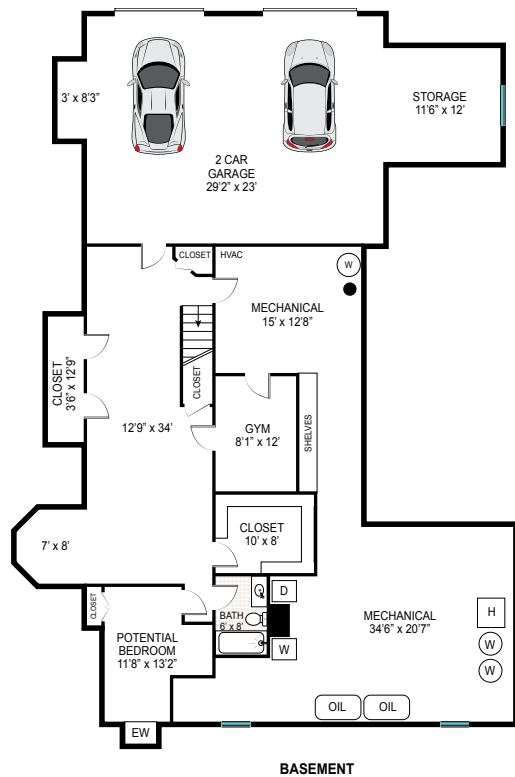 3' x 8'3"
STORAGE
11'6" x 12'
2 CAR
GARAGE
29'2" x 23'
CLOSET
HVAC
W
MECHANICAL
15' x 12'8"
CLOSET
3'6" x 12'9"
CLOSET
12'9" x 34'
GYM
8'1" x 12'
SHELVES
CLOSET
10' x 8'
7' x 8'
CLOSET
BATH
6' x 8'
D
W
POTENTIAL
BEDROOM
11'8" x 13'2"
MECHANICAL
34'6" x 20'7"
H
W
W
OIL
OIL
EW
BASEMENT